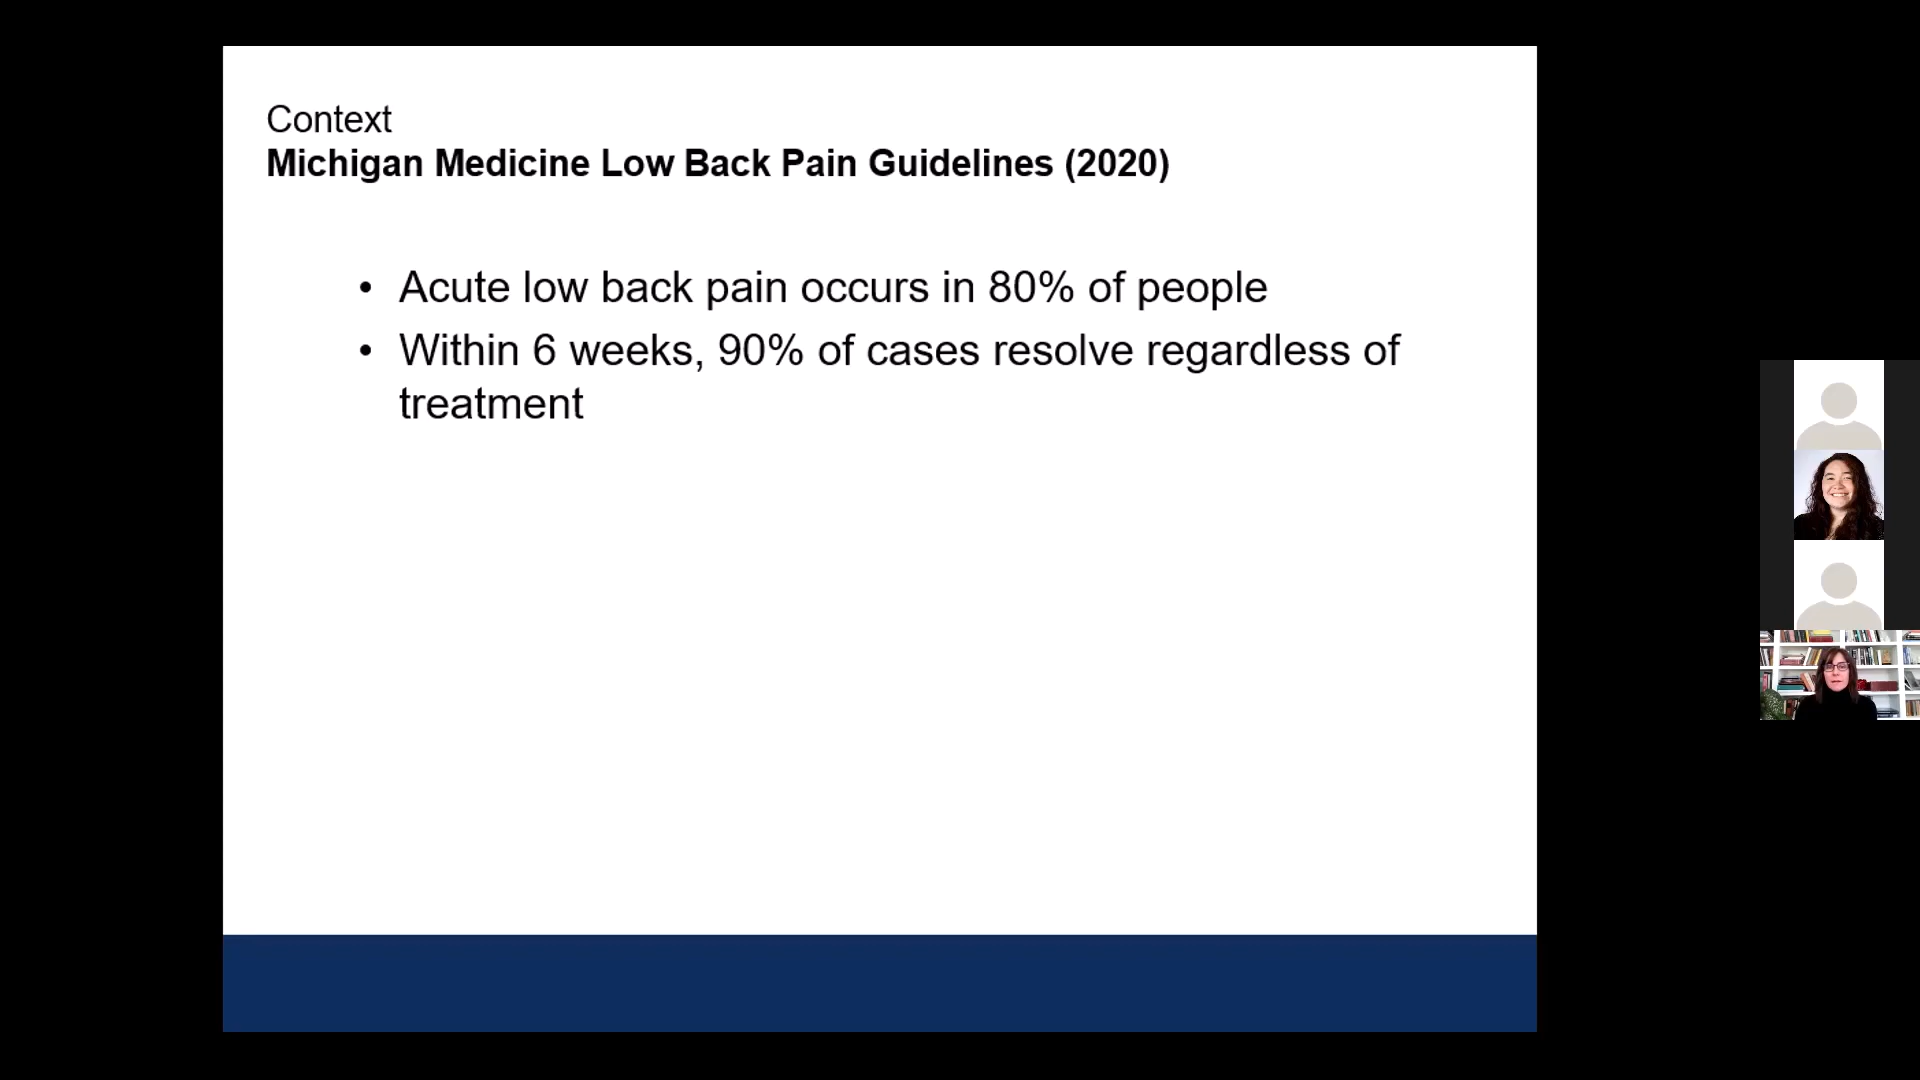 Context
Michigan Medicine Low Back Pain Guidelines (2020)
• Acute low back pain occurs in 80% of people
• Within 6 weeks, 90% of cases resolve regardless of
treatment